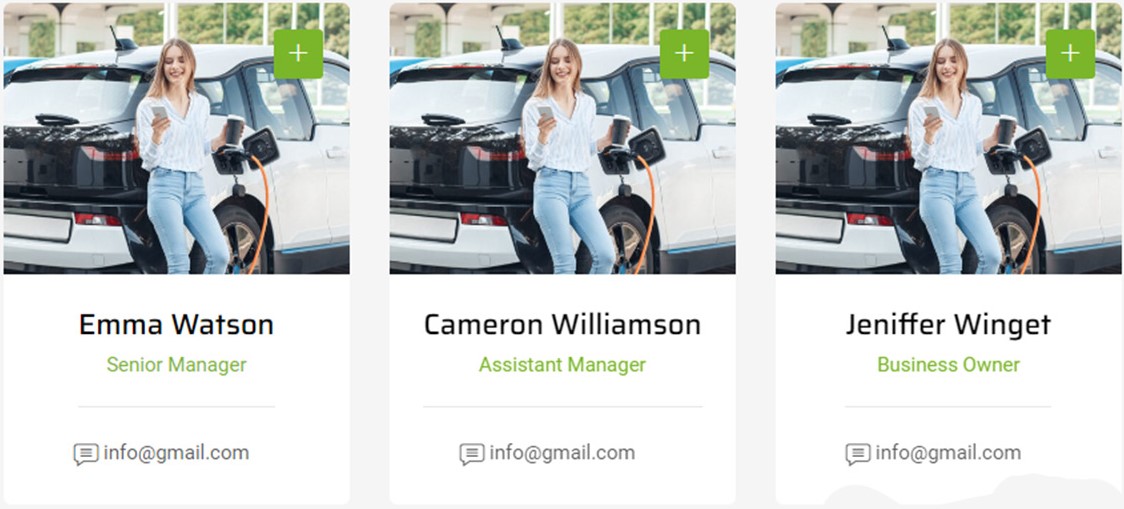 Emma Watson
Senior Manager
info@gmail.com
Cameron Williamson
Assistant Manager
info@gmail.com
Jeniffer Winget
Business Owner
info@gmail.com